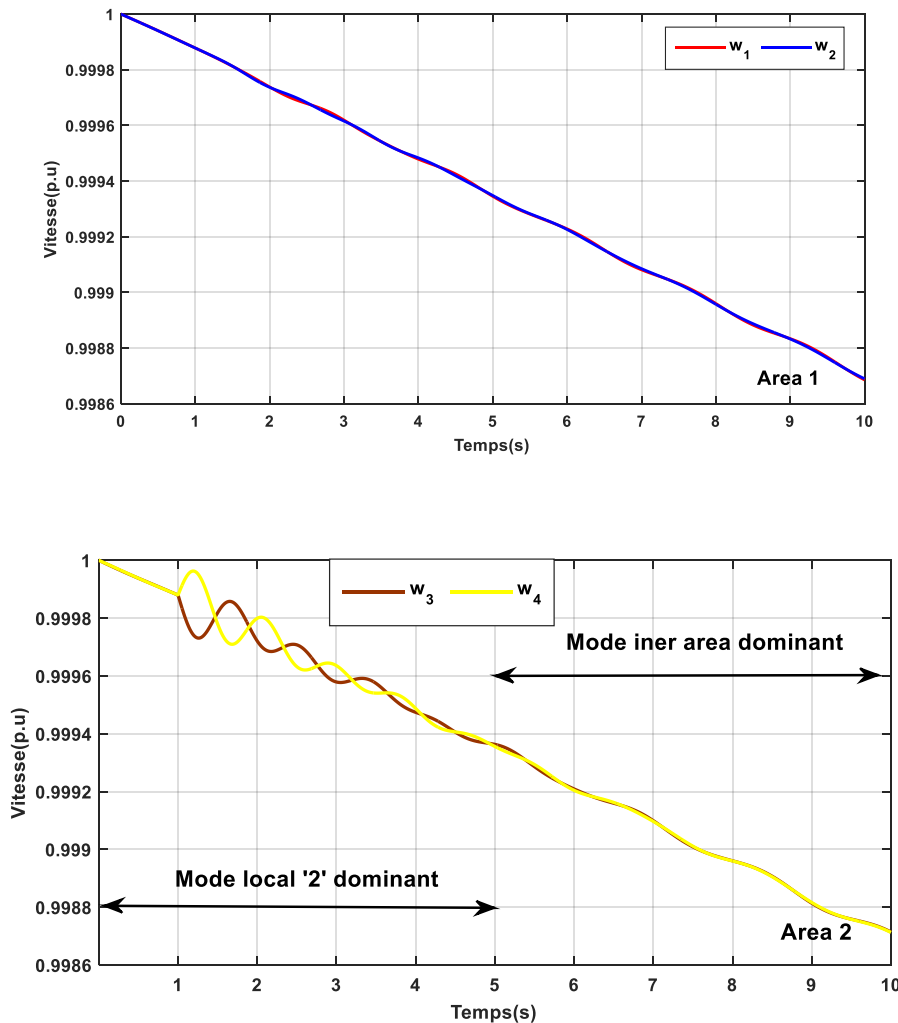 1
0.9998
0.9996
0.9994
0.9992
0.999
0.9988
0.9986
Vitesse(p.u)
w1 w2
Area 1
0 1 2 3 4 5 6 7 8 9 10
Temps(s)
1
0.9998
0.9996
0.9994
0.9992
0.999
0.9988
0.9986
Vitesse(p.u)
w3 w4
Mode iner area dominant
Mode local '2' dominant
Area 2
1 2 3 4 5 6 7 8 9 10
Temps(s)